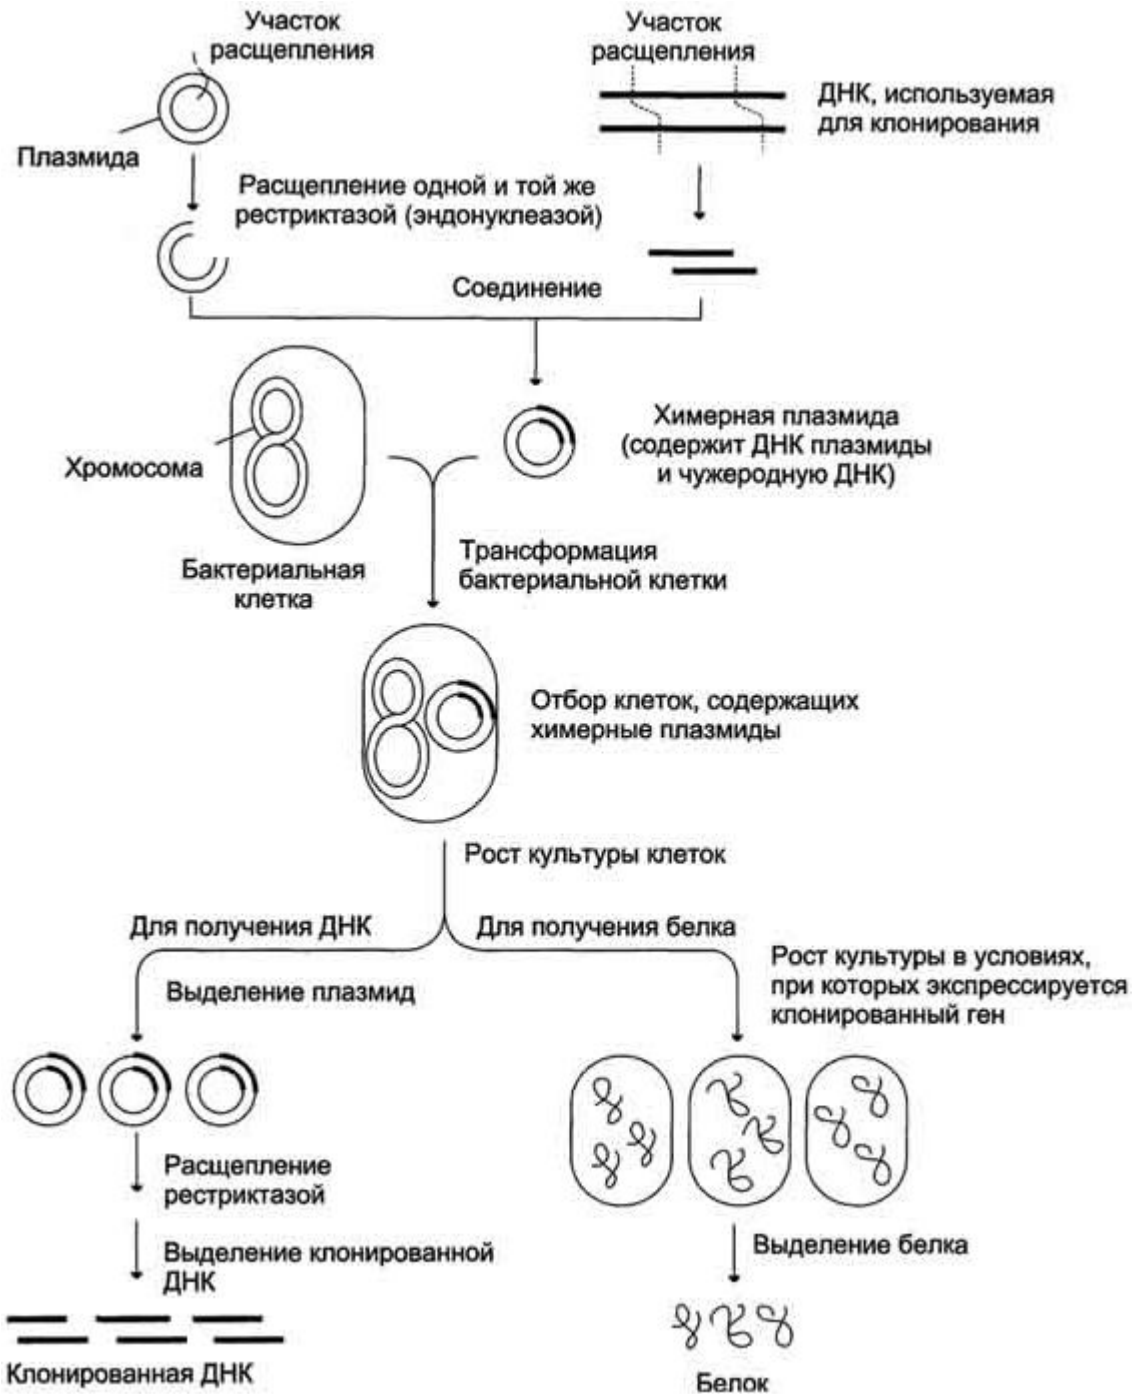 Участок
расщепления
Участок
расщепления
ДНК, используемая
для клонирования
Плазмида
Расщепление одной и той же
рестриктазой (эндонуклеазой)
Соединение
Химерная плазмида
(содержит ДНК плазмиды
и чужеродную ДНК)
Хромосома
Бактериальная
клетка
Трансформация
бактериальной клетки
Отбор клеток, содержащих
химерные плазмиды
Рост культуры клеток
Для получения ДНК
Для получения белка
Выделение плазмид
Рост культуры в условиях,
при которых экспрессируется
клонированный ген
Расщепление
рестриктазой
Выделение клонированной
ДНК
Выделение белка
Клонированная ДНК
Белок